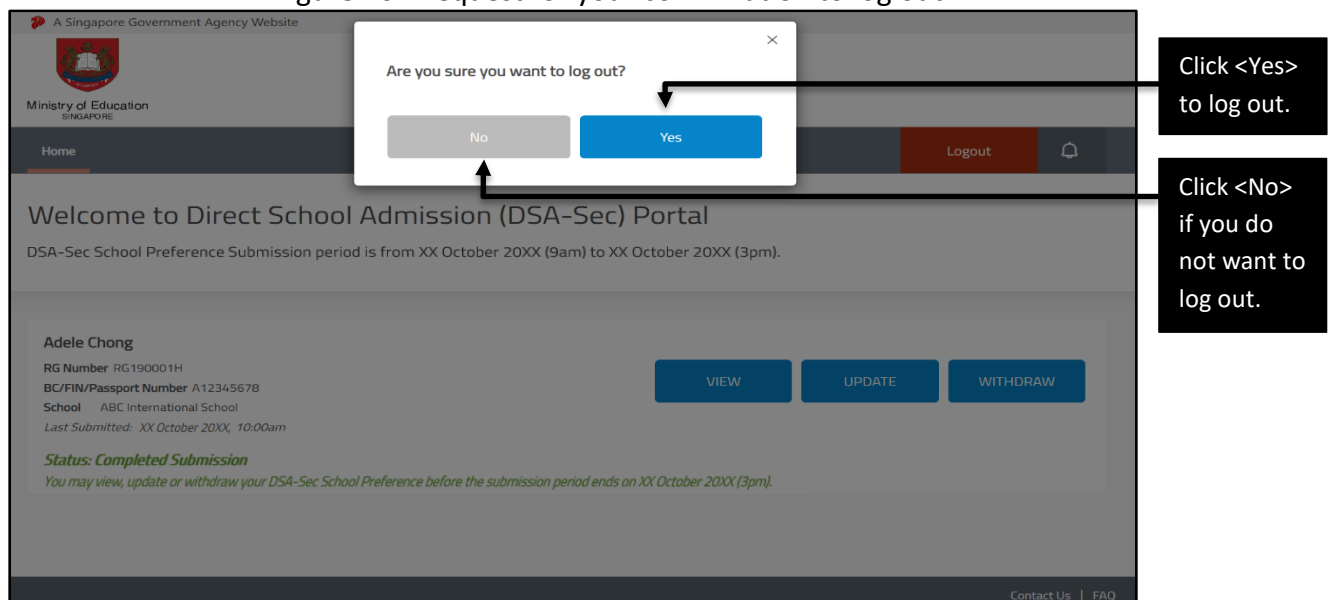 A Singapore Government Agency Website
Ministry of Education
SINGAPORE
Are you sure you want to log out?
No
Yes
Click <Yes>
to log out.
Home
Logout
Click <No>
if you do
not want to
log out.
Welcome to Direct School Admission (DSA-Sec) Portal
DSA-Sec School Preference Submission period is from XX October 20XX (9am) to XX October 20XX (3pm).
Adele Chong
RG Number RG190001H
BC/FIN/Passport Number A12345678
School ABC International School
Last Submitted: XX October 20XX, 10:00am
VIEW
UPDATE
WITHDRAW
Status: Completed Submission
You may view, update or withdraw your DSA-Sec School Preference before the submission period ends on XX October 20XX (3pm).
Contact Us | FAQ